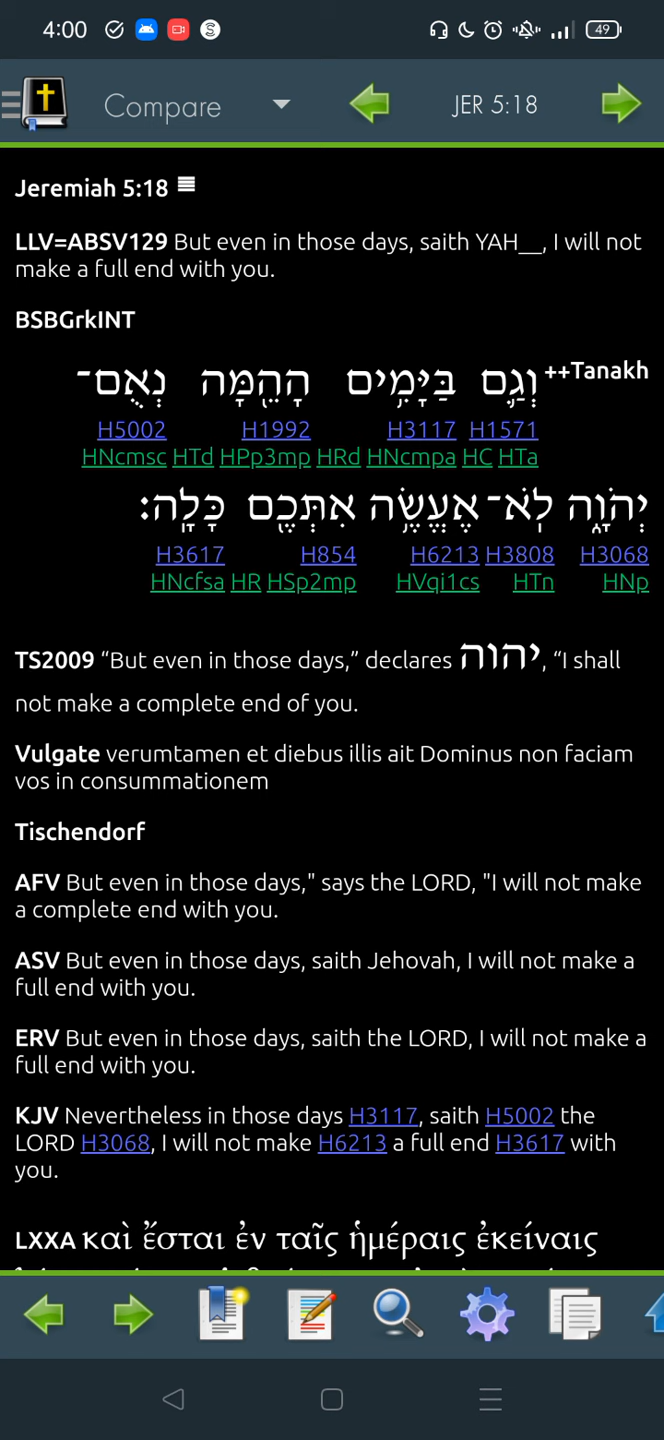 4:00
49
Compare
JER 5:18
Jeremiah 5:18
LLV=ABSV129 But even in those days, saith YAH__, I will not
make a full end with you.
BSBGrkINT
++Tanakh וְגַ֛ם בַּיָּמִ֥ים הָהֵ֖מָּה נְאֻם־
H5002 H1992 H3117 H1571
HNcmsc HTd HPp3mp HRd HNcmpa HC HTa
יְהוָ֑ה לֹֽא־ אֶעֱשֶׂ֥ה אִתְּכֶ֖ם כָּלָֽה׃
H3617 H854 H6213 H3808 H3068
HNcfsa HR HSp2mp HVqi1cs HTn HNp
TS2009 “But even in those days,” declares יהוה, “I shall
not make a complete end of you.
Vulgate verumtamen et diebus illis ait Dominus non faciam
vos in consummationem
Tischendorf
AFV But even in those days," says the LORD, "I will not make
a complete end with you.
ASV But even in those days, saith Jehovah, I will not make a
full end with you.
ERV But even in those days, saith the LORD, I will not make a
full end with you.
KJV Nevertheless in those days H3117, saith H5002 the
LORD H3068, I will not make H6213 a full end H3617 with
you.
LXXA καὶ ἔσται ἐν ταῖς ἡμέραις ἐκείναις